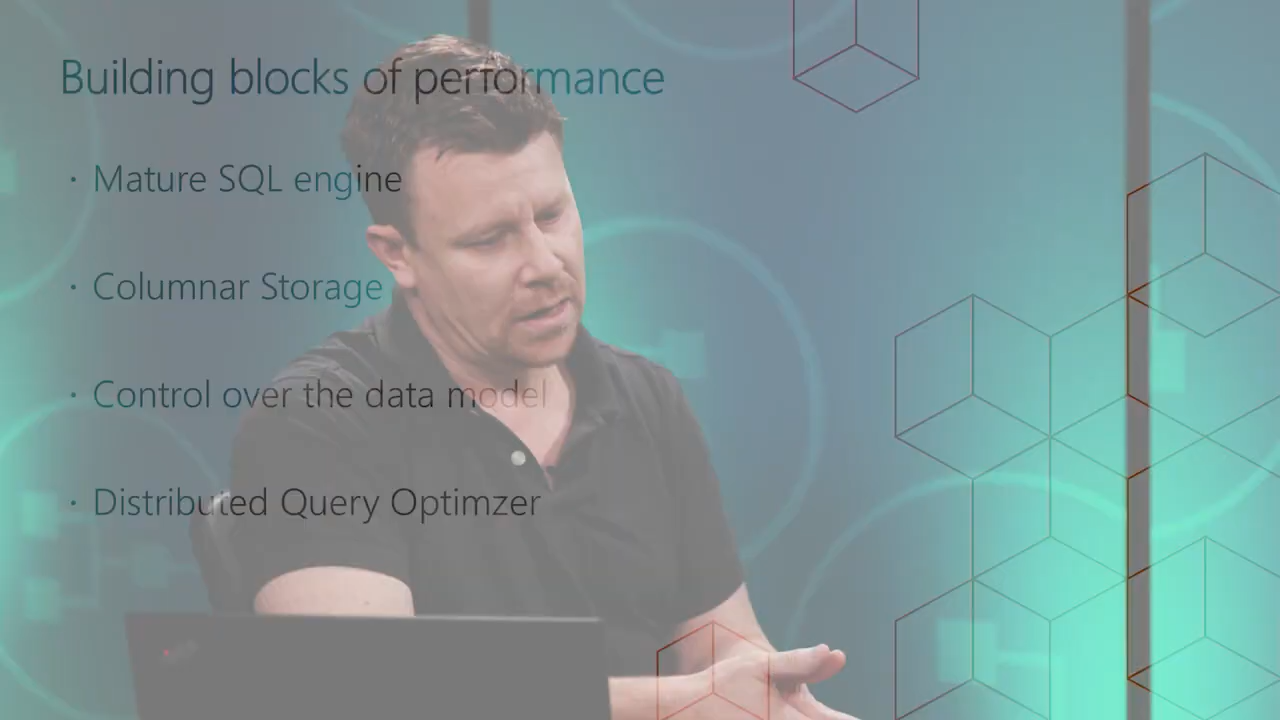 Building blocks of performance
· Mature SQL engine
· Columnar Storage
· Control over the data model
· Distributed Query Optimzer